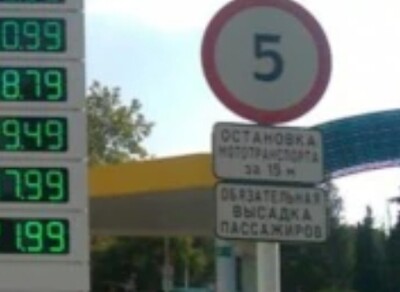 0.99
8.79
9.49
7.99
1.99
5
ОСТАНОВКА
МОТОТРАНСПОРТА
за 15 м
ОБЯЗАТЕЛЬНАЯ
ВЫСАДКА
ПАССАЖИРОВ